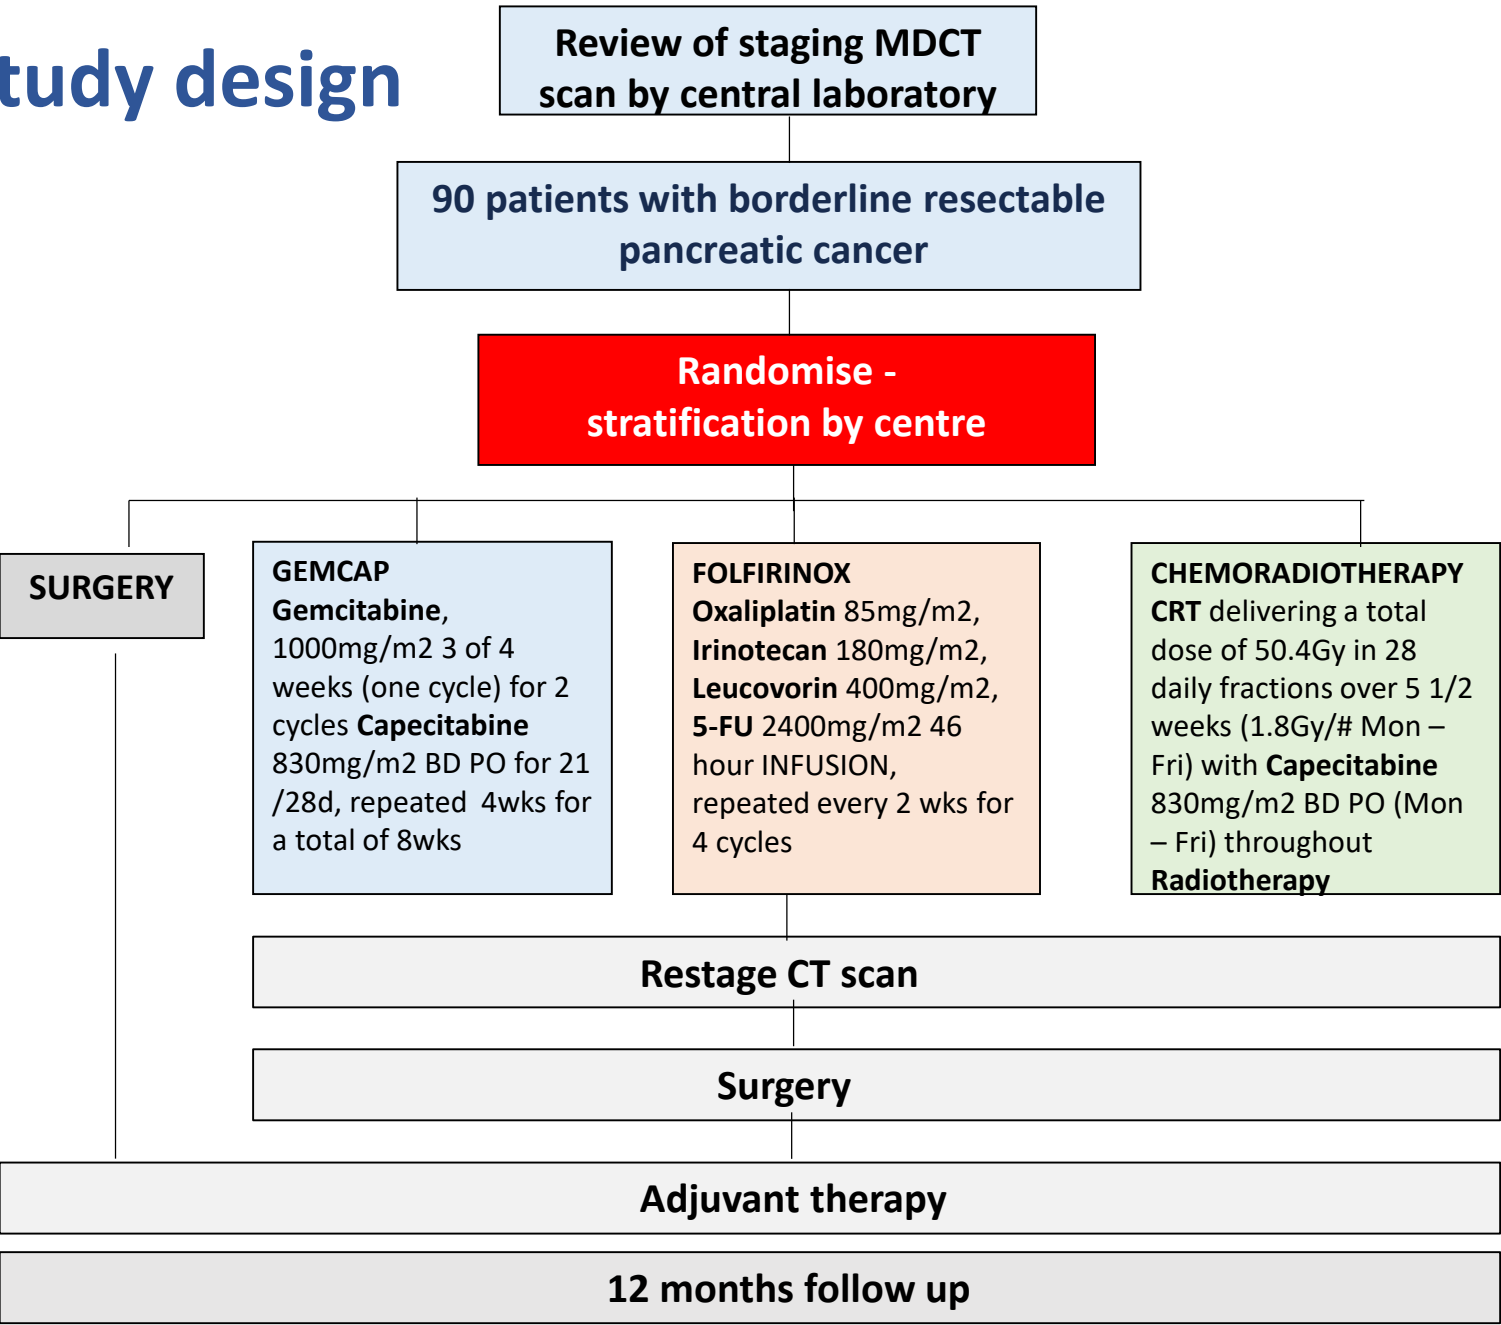 tudy design
Review of staging MDCT
scan by central laboratory
90 patients with borderline resectable
pancreatic cancer
Randomise -
stratification by centre
SURGERY
GEMCAP
Gemcitabine,
1000mg/m2 3 of 4
weeks (one cycle) for 2
cycles Capecitabine
830mg/m2 BD PO for 21
/28d, repeated 4wks for
a total of 8wks
FOLFIRINOX
Oxaliplatin 85mg/m2,
Irinotecan 180mg/m2,
Leucovorin 400mg/m2,
5-FU 2400mg/m2 46
hour INFUSION,
repeated every 2 wks for
4 cycles
CHEMORADIOTHERAPY
CRT delivering a total
dose of 50.4Gy in 28
daily fractions over 5 1/2
weeks (1.8Gy/# Mon –
Fri) with Capecitabine
830mg/m2 BD PO (Mon
– Fri) throughout
Radiotherapy
Restage CT scan
Surgery
Adjuvant therapy
12 months follow up